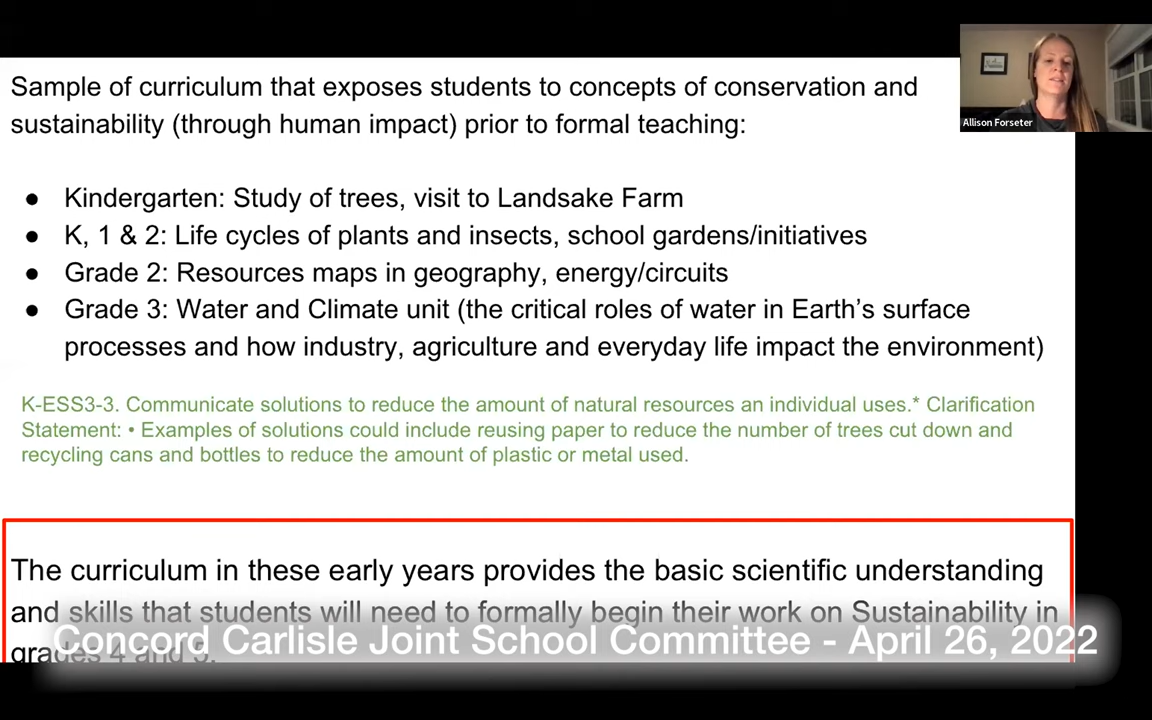 Sample of curriculum that exposes students to concepts of conservation and
sustainability (through human impact) prior to formal teaching:
● Kindergarten: Study of trees, visit to Landsake Farm
● K, 1 & 2: Life cycles of plants and insects, school gardens/initiatives
● Grade 2: Resources maps in geography, energy/circuits
● Grade 3: Water and Climate unit (the critical roles of water in Earth's surface
processes and how industry, agriculture and everyday life impact the environment)
K-ESS3-3. Communicate solutions to reduce the amount of natural resources an individual uses.* Clarification
Statement: • Examples of solutions could include reusing paper to reduce the number of trees cut down and
recycling cans and bottles to reduce the amount of plastic or metal used.
The curriculum in these early years provides the basic scientific understanding
and skills that students will need to formally begin their work on Sustainability in
grades 4 and 5.
Concord Carlisle Joint School Committee - April 26, 2022
Allison Forseter